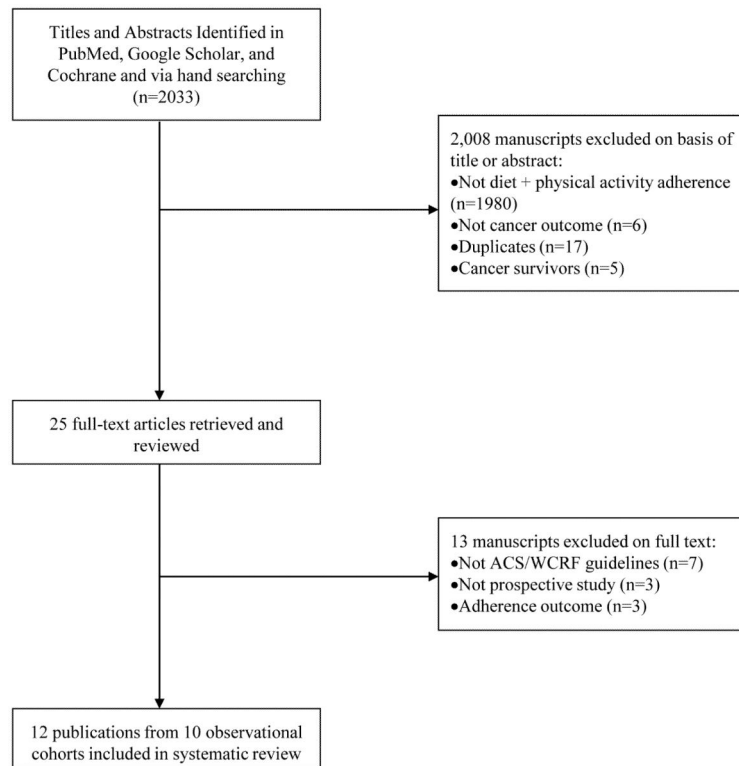 Titles and Abstracts Identified in
PubMed, Google Scholar, and
Cochrane and via hand searching
(n=2033)
2,008 manuscripts excluded on basis of
title or abstract:
•Not diet + physical activity adherence
(n=1980)
•Not cancer outcome (n=6)
•Duplicates (n=17)
•Cancer survivors (n=5)
25 full-text articles retrieved and
reviewed
13 manuscripts excluded on full text:
•Not ACS/WCRF guidelines (n=7)
•Not prospective study (n=3)
•Adherence outcome (n=3)
12 publications from 10 observational
cohorts included in systematic review